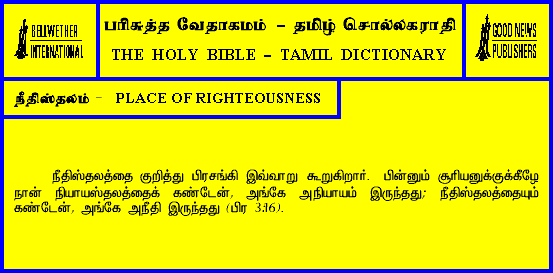 BELLWETHER
INTERNATIONAL
பரிசுத்த வேதாகமம் - தமிழ் சொல்லகராதி
THE HOLY BIBLE - TAMIL DICTIONARY
GOOD NEWS
PUBLISHERS
நீதிஸ்தலம் - PLACE OF RIGHTEOUSNESS
நீதிஸ்தலத்தை குறித்து பிரசங்கி இவ்வாறு கூறுகிறார். பின்னும் சூரியனுக்குக்கீழே
நான் நியாயஸ்தலத்தைக் கண்டேன், அங்கே அநியாயம் இருந்தது; நீதிஸ்தலத்தையும்
கண்டேன், அங்கே அநீதி இருந்தது (பிர 3:16).